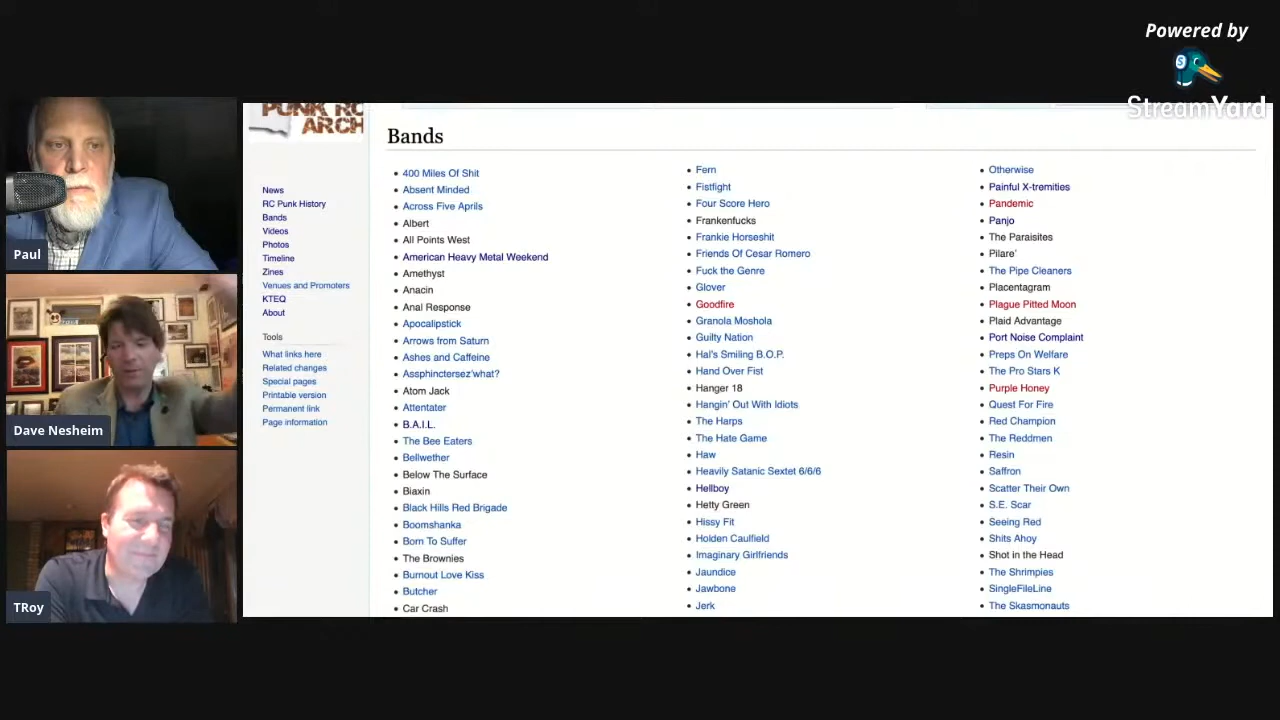 Powered by
StreamYard
Paul
Dave Nesheim
TRoy
PUNK RO
ARCH
News
RC Punk History
Bands
Videos
Photos
Timeline
Zines
Venues and Promoters
KTEQ
About
Tools
What links here
Related changes
Special pages
Printable version
Permanent link
Page information
Bands
400 Miles Of Shit
Absent Minded
Across Five Aprils
Albert
All Points West
American Heavy Metal Weekend
Amethyst
Anacin
Anal Response
Apocalipstick
Arrows from Saturn
Ashes and Caffeine
Assphinctersez'what?
Atom Jack
Attentater
B.A.I.L.
The Bee Eaters
Bellwether
Below The Surface
Biaxin
Black Hills Red Brigade
Boomshanka
Born To Suffer
The Brownies
Burnout Love Kiss
Butcher
Car Crash
Fern
Fistfight
Four Score Hero
Frankenfucks
Frankie Horseshit
Friends Of Cesar Romero
Fuck the Genre
Glover
Goodfire
Granola Moshola
Guilty Nation
Hal's Smiling B.O.P.
Hand Over Fist
Hanger 18
Hangin' Out With Idiots
The Harps
The Hate Game
Haw
Heavily Satanic Sextet 6/6/6
Hellboy
Hetty Green
Hissy Fit
Holden Caulfield
Imaginary Girlfriends
Jaundice
Jawbone
Jerk
Otherwise
Painful X-tremities
Pandemic
Panjo
The Paraisites
Pilare'
The Pipe Cleaners
Placentagram
Plague Pitted Moon
Plaid Advantage
Port Noise Complaint
Preps On Welfare
The Pro Stars K
Purple Honey
Quest For Fire
Red Champion
The Reddmen
Resin
Saffron
Scatter Their Own
S.E. Scar
Seeing Red
Shits Ahoy
Shot in the Head
The Shrimpies
SingleFileLine
The Skasmonauts